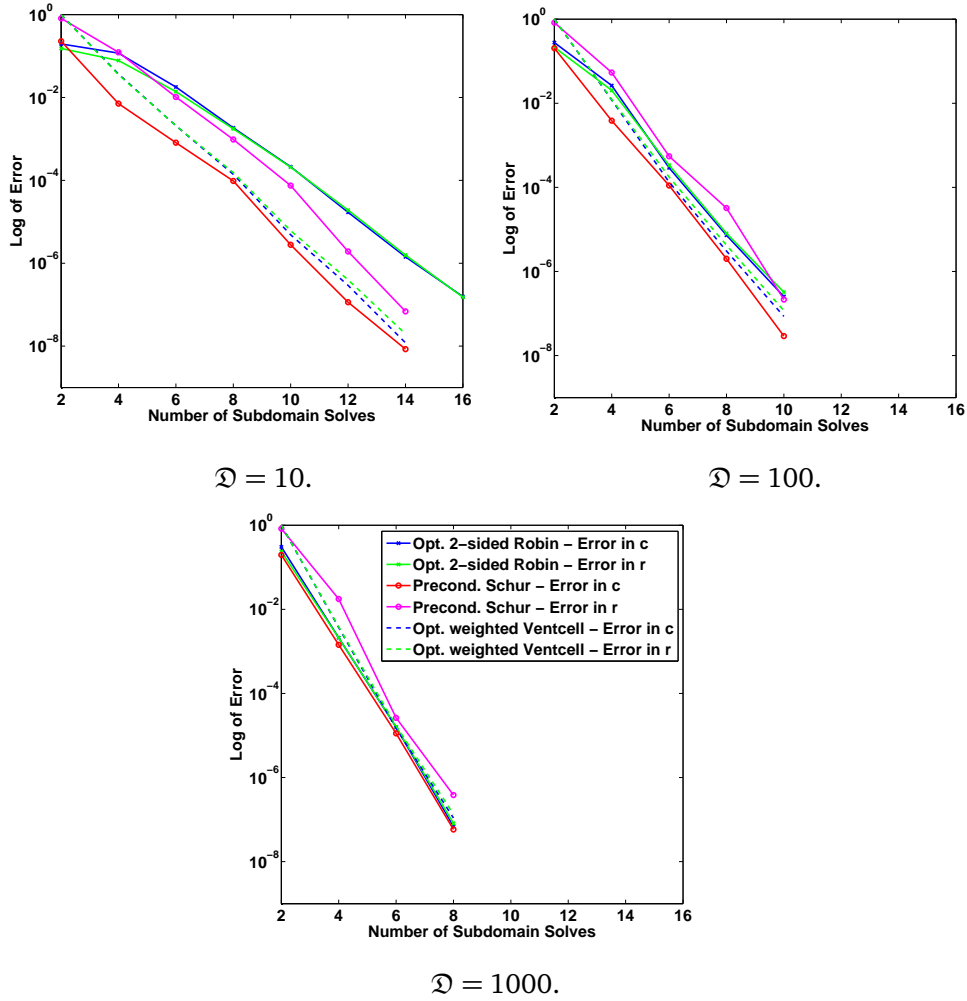 10^0
10^-2
10^-4
10^-6
10^-8
Log of Error
2 4 6 8 10 12 14 16
Number of Subdomain Solves
𝔇 = 10.
10^0
10^-2
10^-4
10^-6
10^-8
Log of Error
2 4 6 8 10 12 14 16
Number of Subdomain Solves
𝔇 = 100.
10^0
10^-2
10^-4
10^-6
10^-8
Log of Error
Opt. 2-sided Robin - Error in c
Opt. 2-sided Robin - Error in r
Precond. Schur - Error in c
Precond. Schur - Error in r
Opt. weighted Ventcell - Error in c
Opt. weighted Ventcell - Error in r
2 4 6 8 10 12 14 16
Number of Subdomain Solves
𝔇 = 1000.